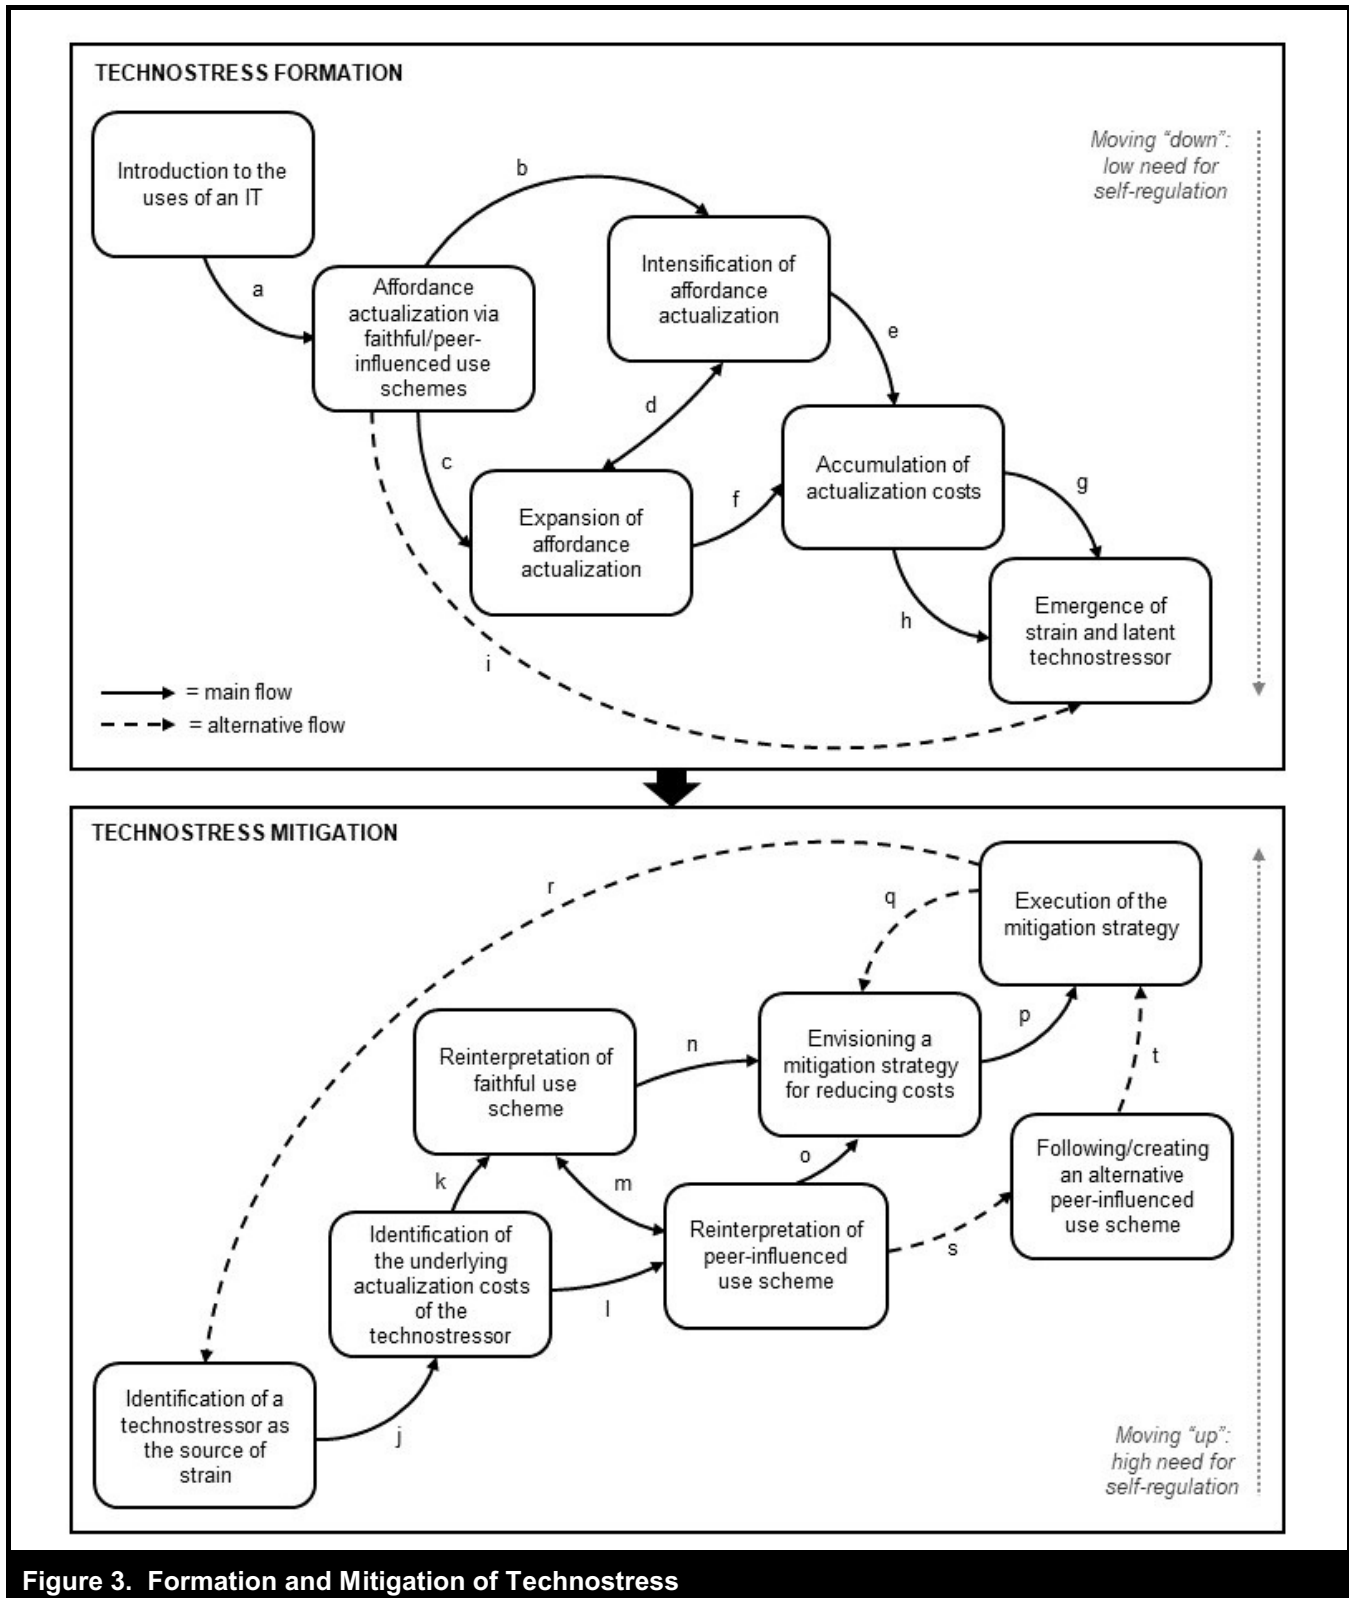 TECHNOSTRESS FORMATION
Introduction to the
uses of an IT
Moving “down”:
low need for
self-regulation
b
a
Affordance
actualization via
faithful/peer-
influenced use
schemes
Intensification of
affordance
actualization
e
d
c
Expansion of
affordance
actualization
f
Accumulation of
actualization costs
g
h
Emergence of
strain and latent
technostressor
i
= main flow
= alternative flow
TECHNOSTRESS MITIGATION
r
q
Execution of the
mitigation strategy
Reinterpretation of
faithful use
scheme
n
Envisioning a
mitigation strategy
for reducing costs
p
t
k
m
o
Following/creating
an alternative
peer-influenced
use scheme
Identification of
the underlying
actualization costs
of the
technostressor
l
Reinterpretation of
peer-influenced
use scheme
s
Identification of a
technostressor as
the source of
strain
j
Moving “up”:
high need for
self-regulation
Figure 3. Formation and Mitigation of Technostress